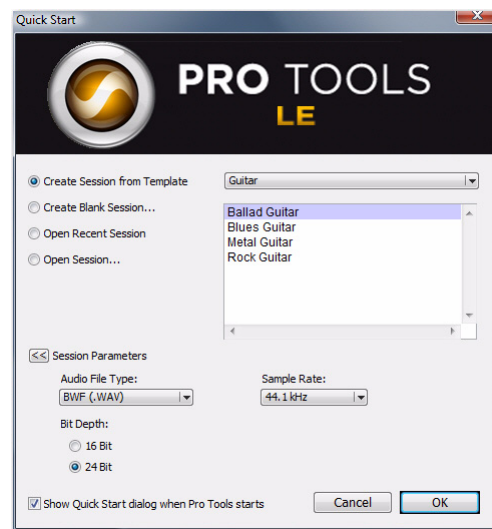 Quick Start
PRO TOOLS
LE
Create Session from Template
Guitar
Create Blank Session...
Open Recent Session
Open Session...
Ballad Guitar
Blues Guitar
Metal Guitar
Rock Guitar
<< Session Parameters
Audio File Type:
Sample Rate:
BWF (.WAV)
44.1 kHz
Bit Depth:
16 Bit
24 Bit
Show Quick Start dialog when Pro Tools starts
Cancel
OK